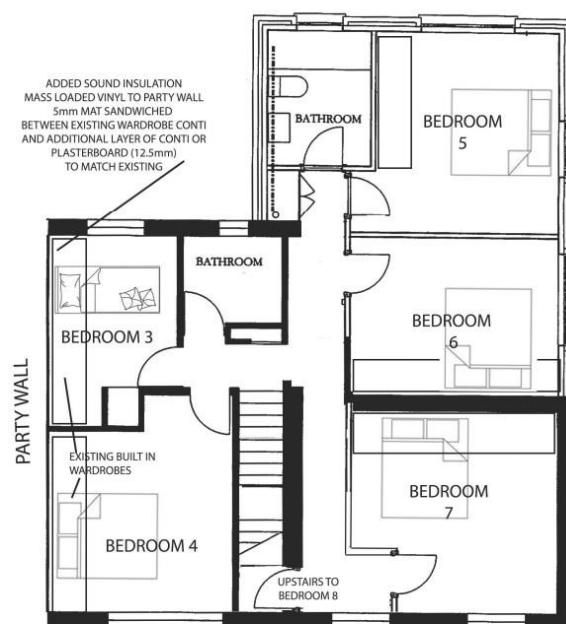 ADDED SOUND INSULATION
MASS LOADED VINYL TO PARTY WALL
5mm MAT SANDWICHED
BETWEEN EXISTING WARDROBE CONTI
AND ADDITIONAL LAYER OF CONTI OR
PLASTERBOARD (12.5mm)
TO MATCH EXISTING
BATHROOM
BEDROOM
5
BATHROOM
BEDROOM 3
BEDROOM
6
PARTY WALL
EXISTING BUILT IN
WARDROBES
BEDROOM
7
BEDROOM 4
UPSTAIRS TO
BEDROOM 8